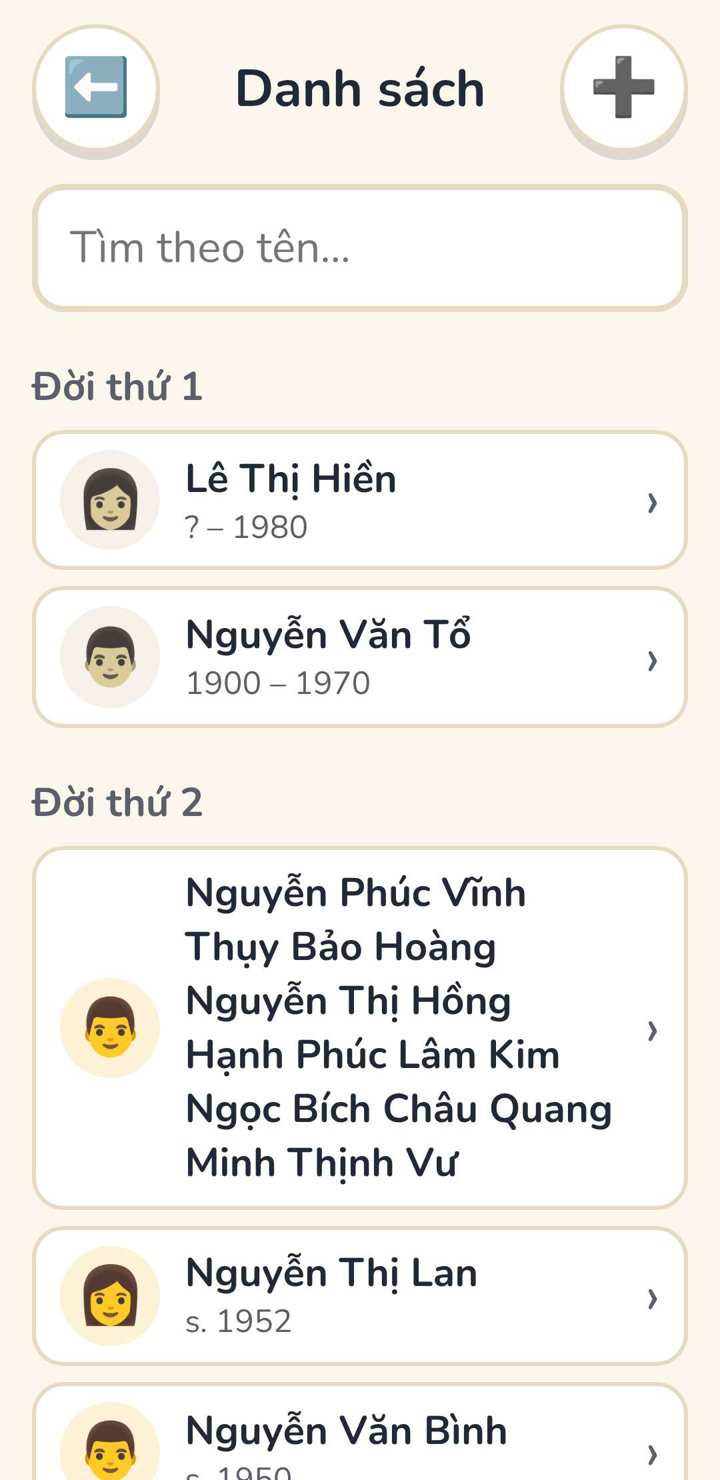 Danh sách
Tìm theo tên...
Đời thứ 1
Lê Thị Hiền
? – 1980
›
Nguyễn Văn Tổ
1900 – 1970
›
Đời thứ 2
Nguyễn Phúc Vĩnh
Thụy Bảo Hoàng
Nguyễn Thị Hồng
Hạnh Phúc Lâm Kim
Ngọc Bích Châu Quang
Minh Thịnh Vư
›
Nguyễn Thị Lan
s. 1952
›
Nguyễn Văn Bình
s. 1950
›